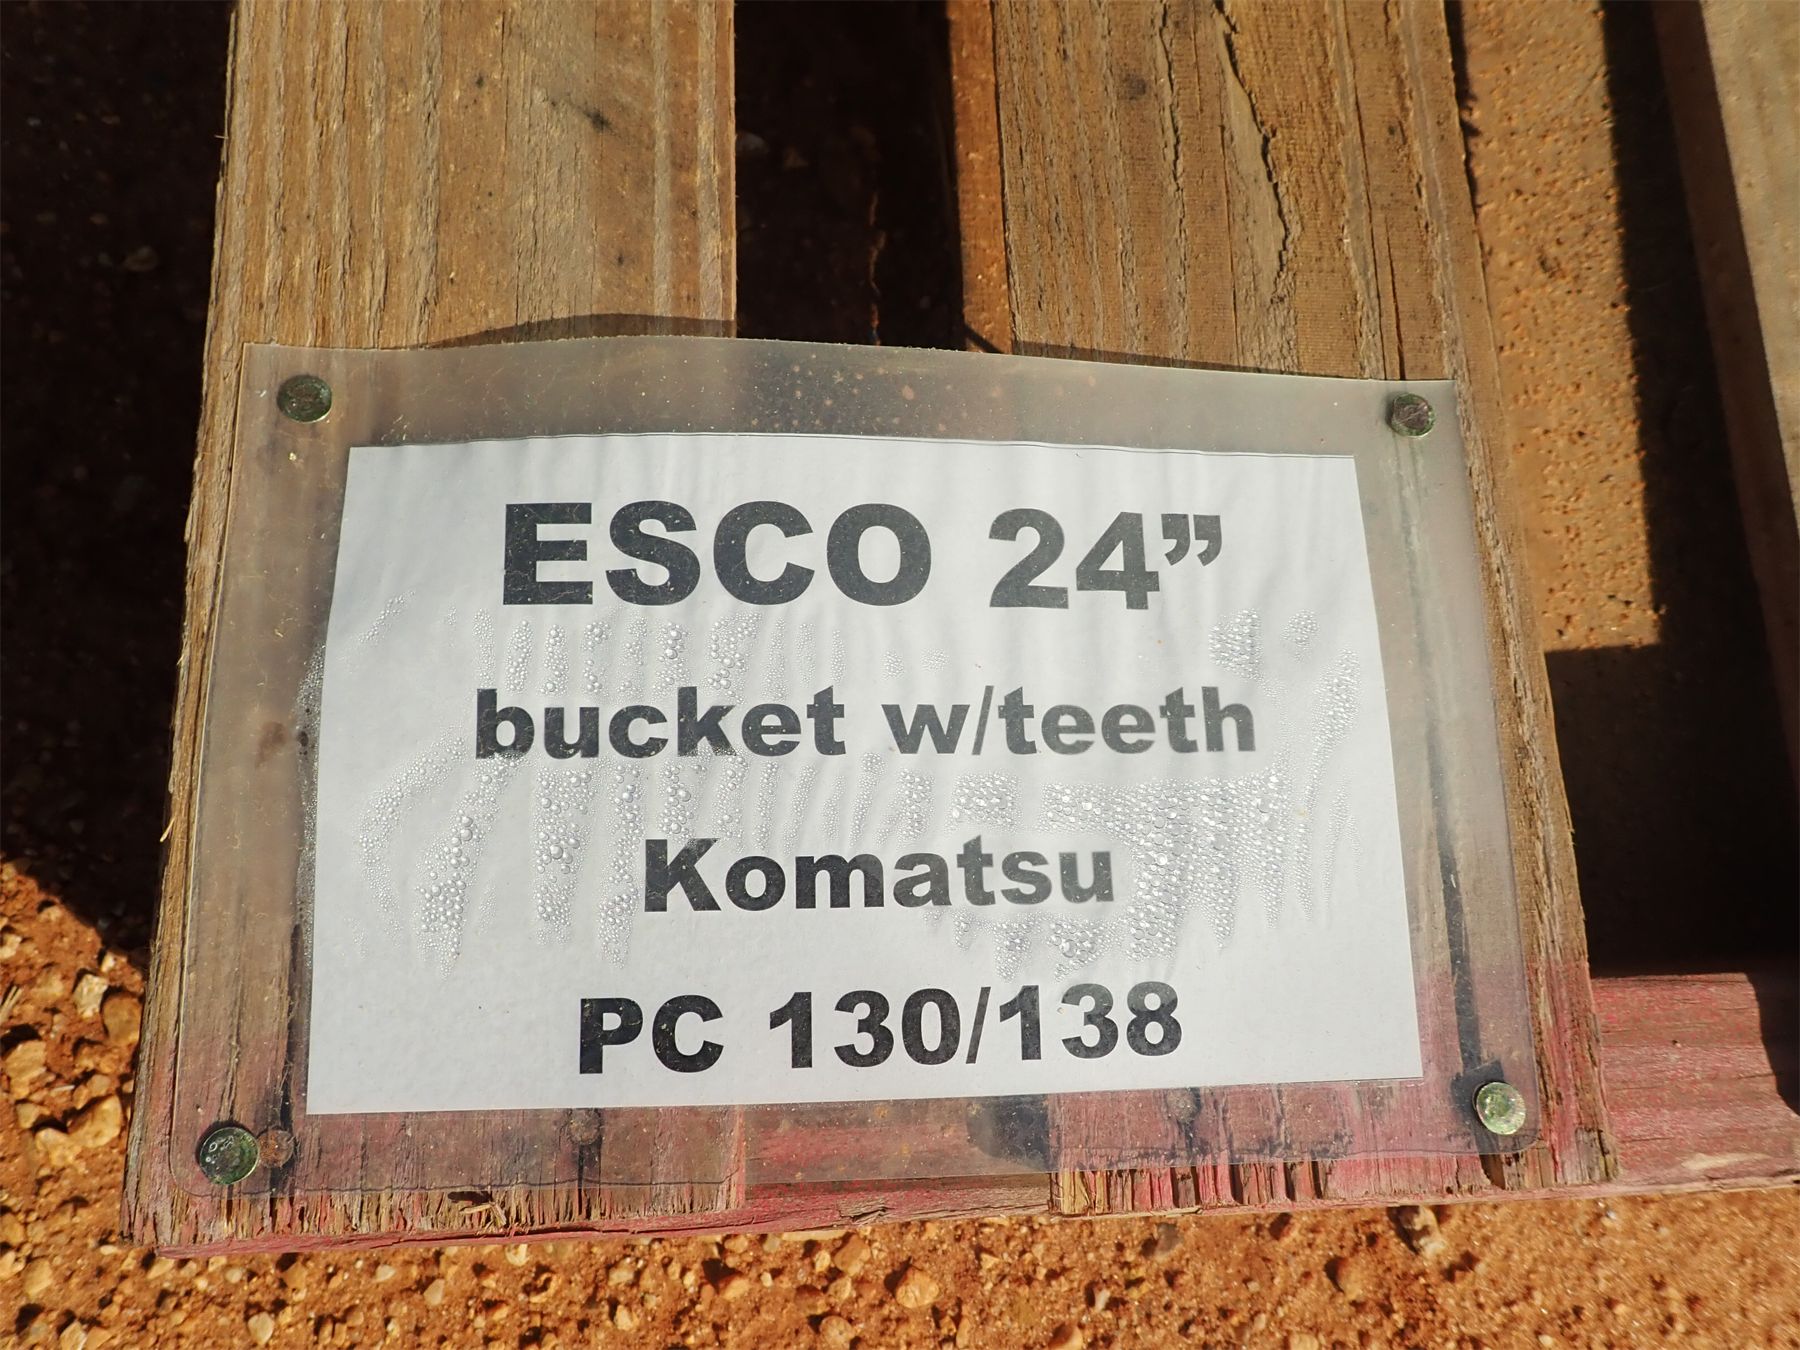 ESCO 24”
bucket w/teeth
Komatsu
PC 130/138